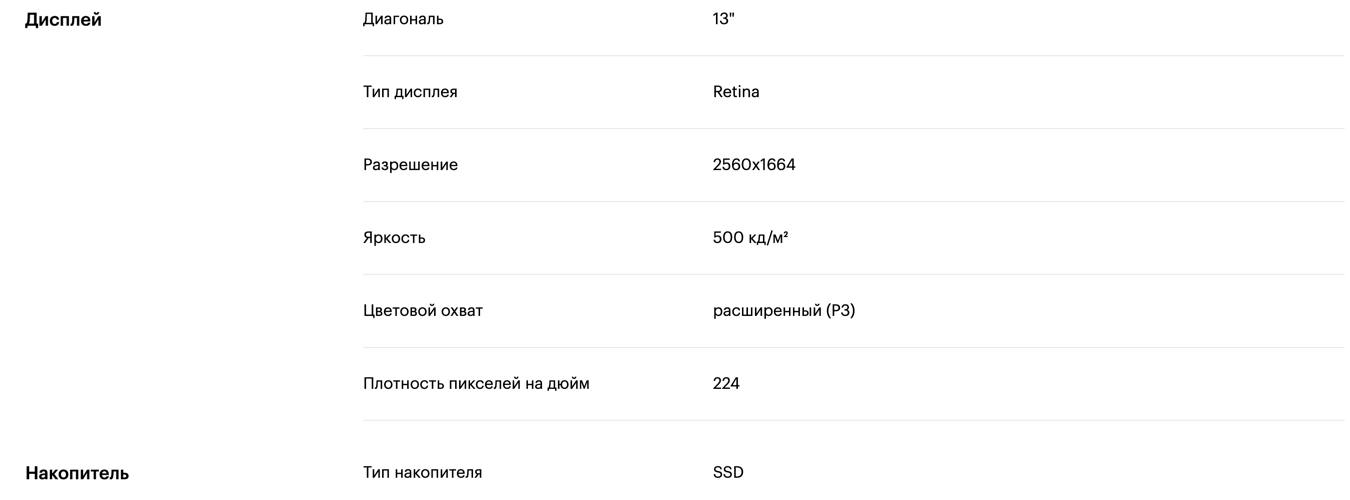 Дисплей Диагональ 13"
Тип дисплея Retina
Разрешение 2560x1664
Яркость 500 кд/м²
Цветовой охват расширенный (P3)
Плотность пикселей на дюйм 224
Накопитель Тип накопителя SSD